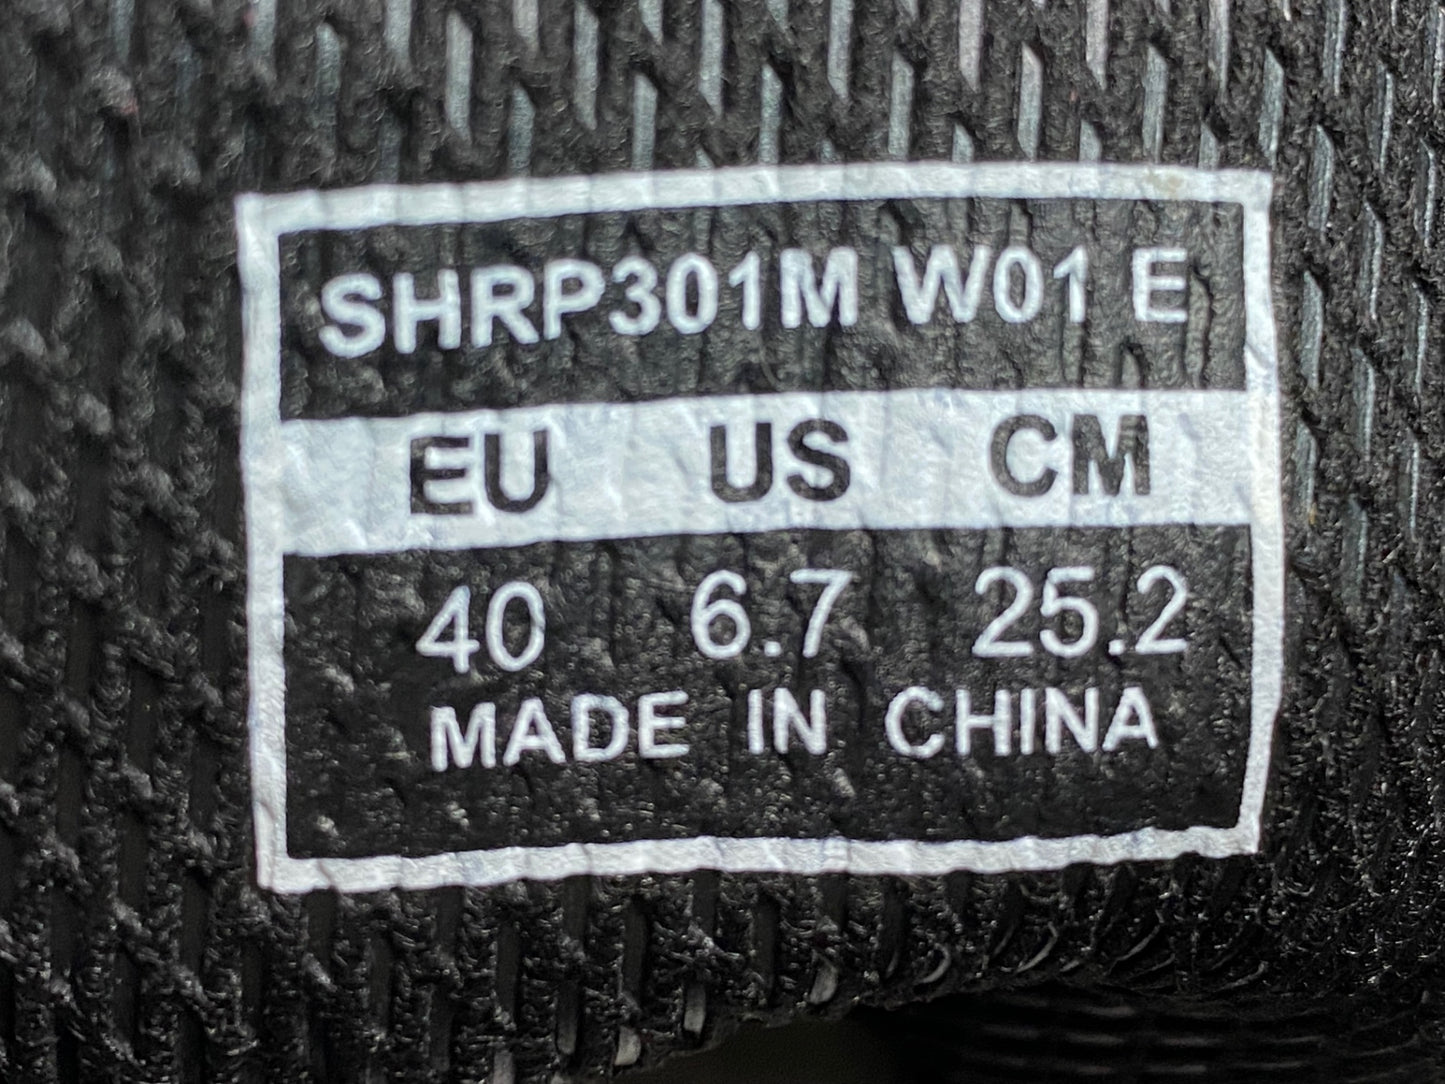 SHRP301M W01 E
EU US CM
40 6.7 25.2
MADE IN CHINA